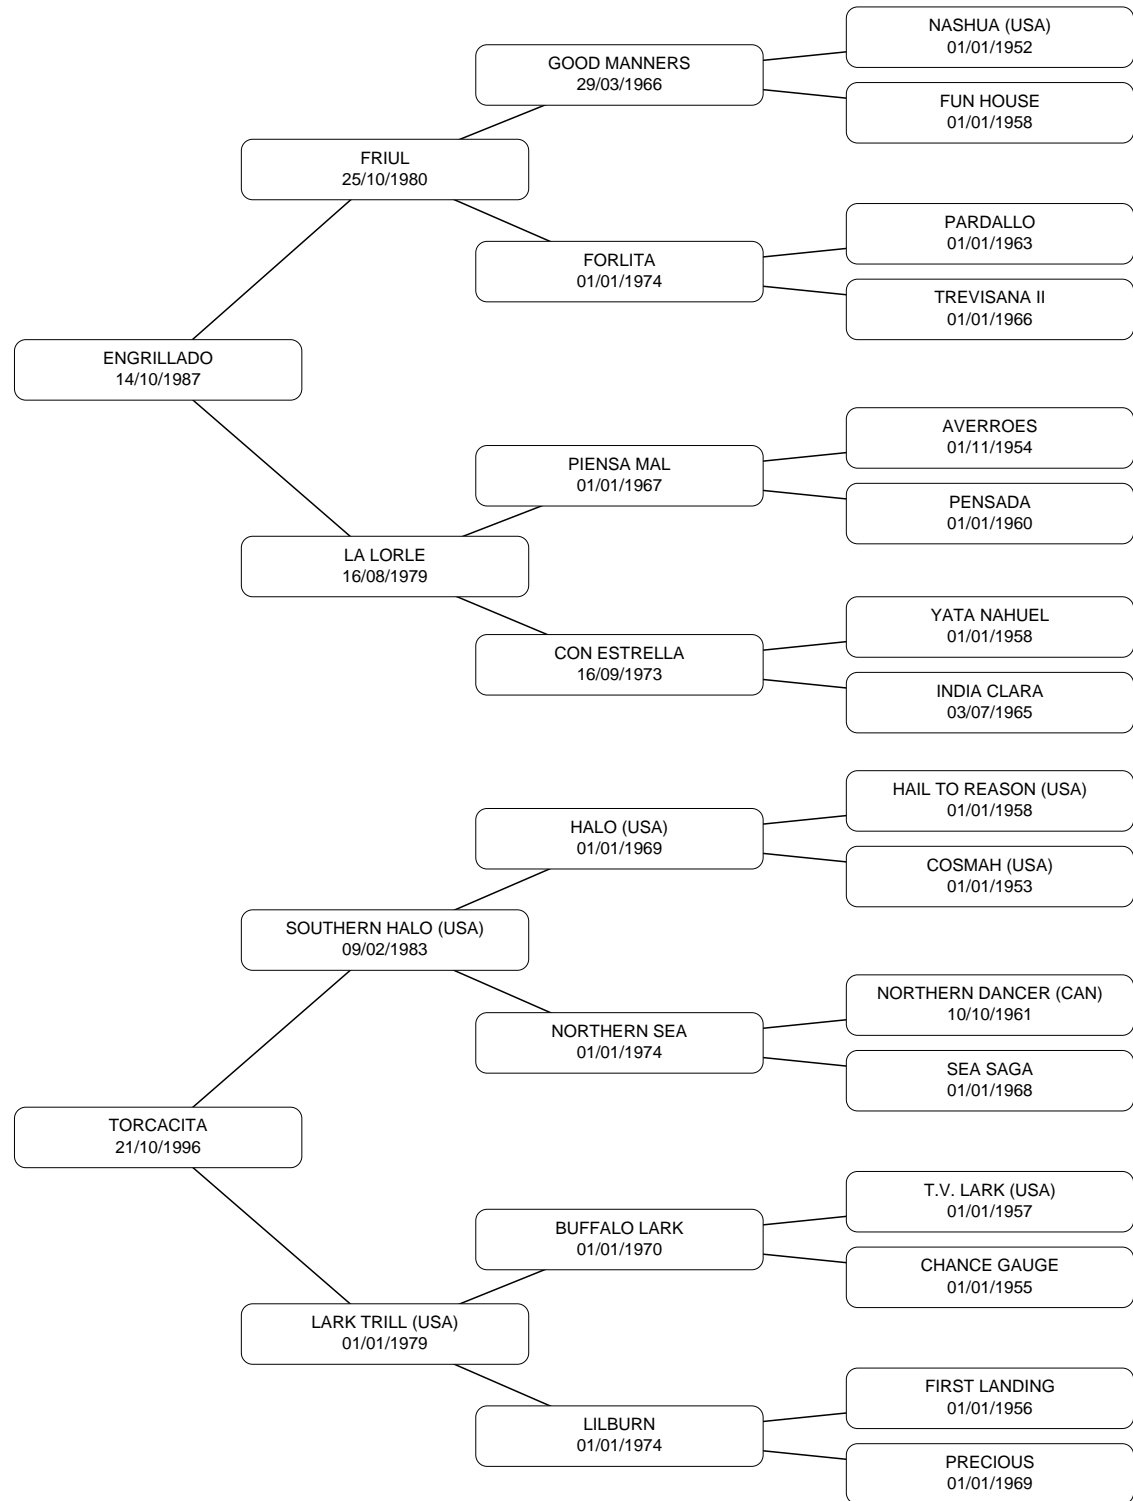 NASHUA (USA)
01/01/1952
GOOD MANNERS
29/03/1966
FUN HOUSE
01/01/1958
FRIUL
25/10/1980
PARDALLO
01/01/1963
FORLITA
01/01/1974
TREVISANA II
01/01/1966
ENGRILLADO
14/10/1987
AVERROES
01/11/1954
PIENSA MAL
01/01/1967
PENSADA
01/01/1960
LA LORLE
16/08/1979
YATA NAHUEL
01/01/1958
CON ESTRELLA
16/09/1973
INDIA CLARA
03/07/1965
HAIL TO REASON (USA)
01/01/1958
HALO (USA)
01/01/1969
COSMAH (USA)
01/01/1953
SOUTHERN HALO (USA)
09/02/1983
NORTHERN DANCER (CAN)
10/10/1961
NORTHERN SEA
01/01/1974
SEA SAGA
01/01/1968
TORCACITA
21/10/1996
T.V. LARK (USA)
01/01/1957
BUFFALO LARK
01/01/1970
CHANCE GAUGE
01/01/1955
LARK TRILL (USA)
01/01/1979
FIRST LANDING
01/01/1956
LILBURN
01/01/1974
PRECIOUS
01/01/1969